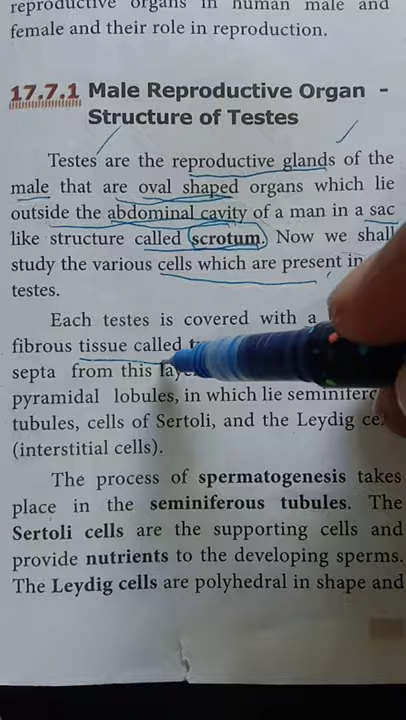 reproductive organs in human male and
female and their role in reproduction.
17.7.1 Male Reproductive Organ -
Structure of Testes
Testes are the reproductive glands of the
male that are oval shaped organs which lie
outside the abdominal cavity of a man in a sac
like structure called scrotum. Now we shall
study the various cells which are present in
testes.
Each testes is covered with a
fibrous tissue called
septa from this
pyramidal lobules, in which lie
tubules, cells of Sertoli, and the Leydig
(interstitial cells).
The process of spermatogenesis takes
place in the seminiferous tubules. The
Sertoli cells are the supporting cells and
provide nutrients to the developing sperms.
The Leydig cells are polyhedral in shape and